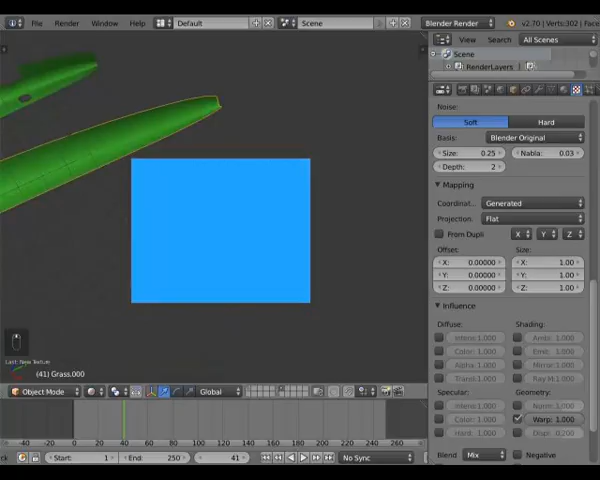 File Render Window Help Default Scene Blender Render v2.70 | Verts:302 | Faces
View Search All Scenes
Scene
RenderLayers
Noise:
Soft Hard
Basis: Blender Original
Size: 0.25 Nabla: 0.03
Depth: 2
Mapping
Coordinat.. Generated
Projection: Flat
From Dupli X Y Z
Offset: Size:
X: 0.00000 X: 1.00
Y: 0.00000 Y: 1.00
Z: 0.00000 Z: 1.00
Influence
Diffuse: Shading:
Intens:1.000 Ambi: 1.000
Color: 1.000 Emit: 1.000
Alpha: 1.000 Mirror: 1.000
Transl:1.000 Ray M:1.000
Specular: Geometry:
Intens:1.000 Norm:1.000
Color: 1.000 Warp: 1.000
Hard: 1.000 Disp: 0.200
Blend Mix Negative
Last: New Texture
(41) Grass.000
Object Mode Global
-40 -20 0 20 40 60 80 100 120 140 160 180 200 220 240 260
ck Start: 1 End: 250 41 No Sync